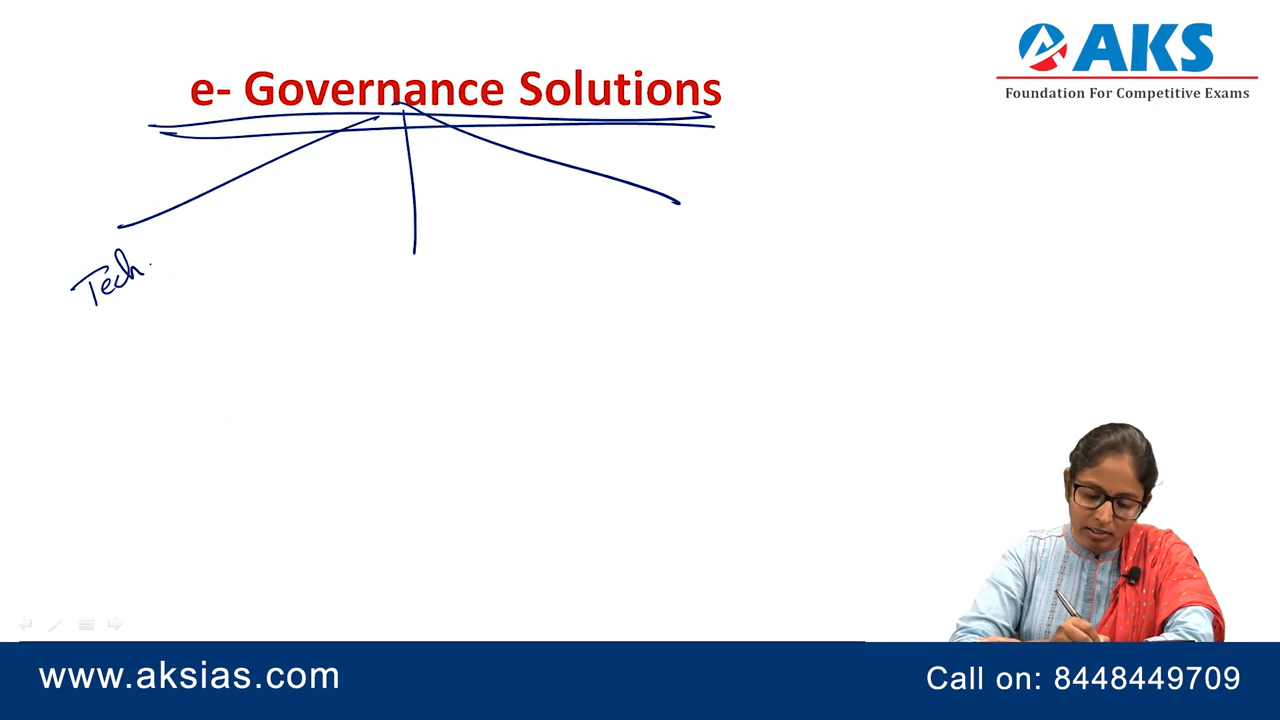 AKS
Foundation For Competitive Exams
e- Governance Solutions
Tech.
www.aksias.com
Call on: 8448449709